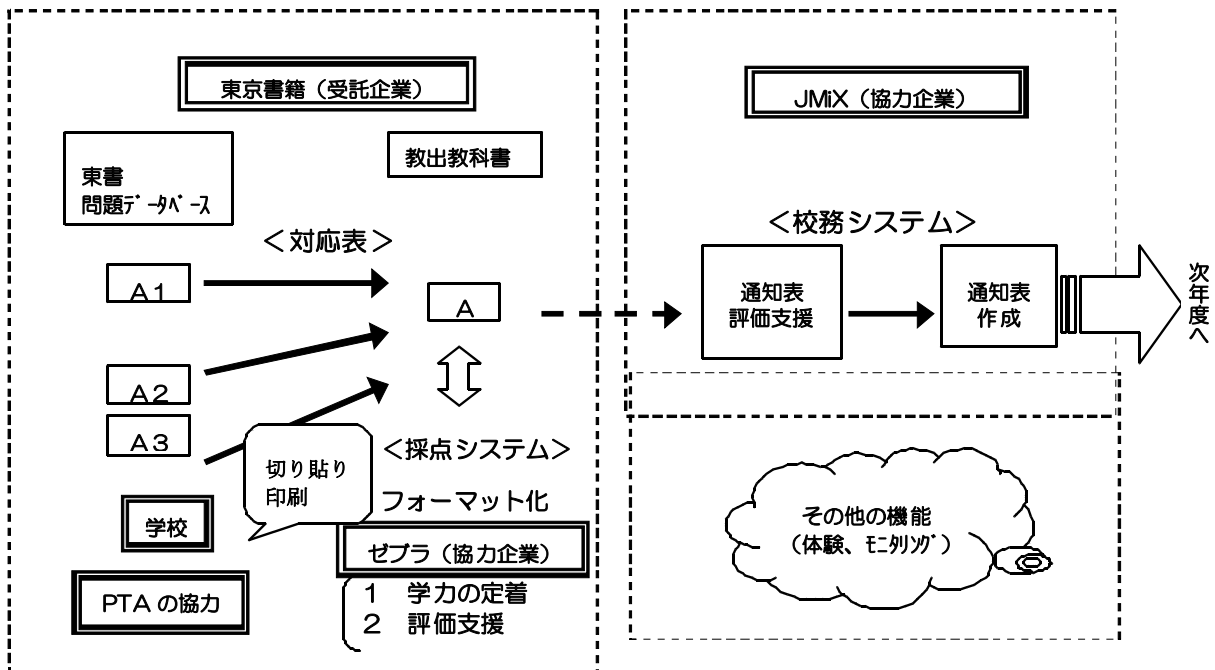 東京書籍（受託企業）
東書
問題ﾃﾞｰﾀﾍﾞｰｽ
教出教科書
＜対応表＞
Ａ1
Ａ2
Ａ3
Ａ
切り貼り
印刷
＜採点システム＞
フォーマット化
学校
ゼブラ（協力企業）
PTAの協力
1　学力の定着
2　評価支援
JMiX（協力企業）
＜校務システム＞
通知表
評価支援
通知表
作成
次年度へ
その他の機能
（体験、ﾓﾆﾀﾘﾝｸﾞ）